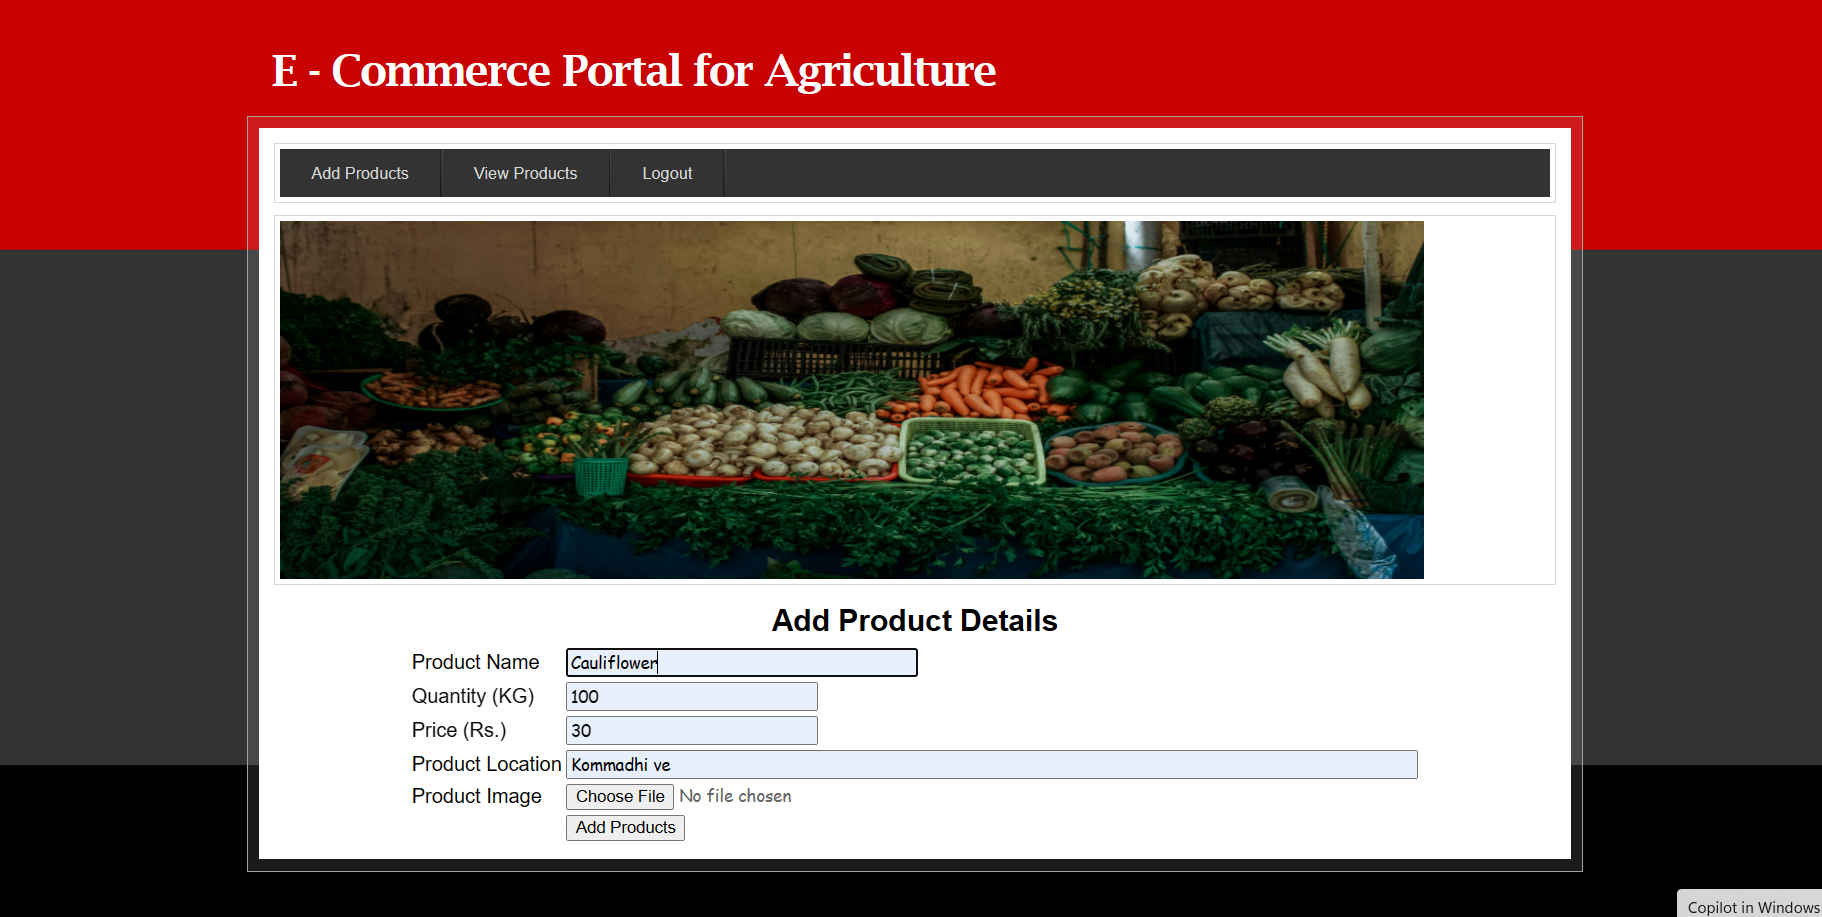 E - Commerce Portal for Agriculture
Add Products View Products Logout
Add Product Details
Product Name Cauliflower
Quantity (KG) 100
Price (Rs.) 30
Product Location Kommadhi ve
Product Image Choose File No file chosen
Add Products
Copilot in Windows